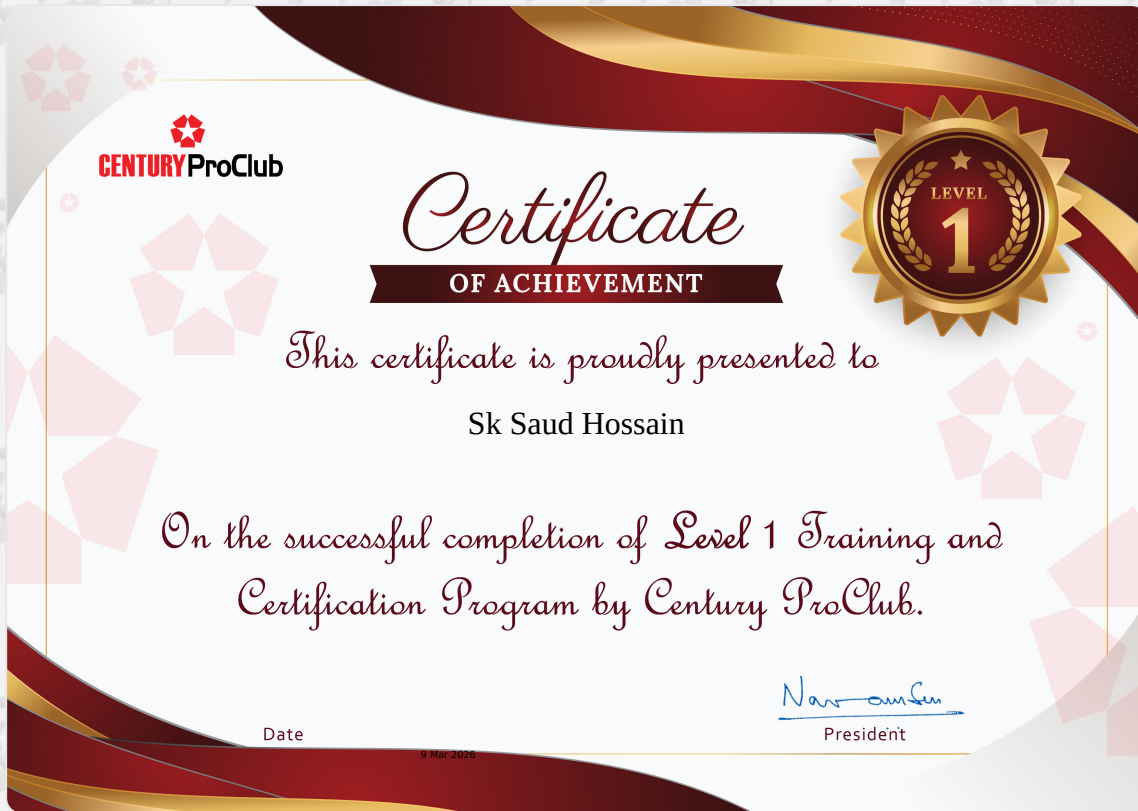 CENTURY ProClub
LEVEL
1
Certificate
OF ACHIEVEMENT
This certificate is proudly presented to
Sk Saud Hossain
On the successful completion of Level 1 Training and
Certification Program by Century ProClub.
Date
President
9 Mar 2026